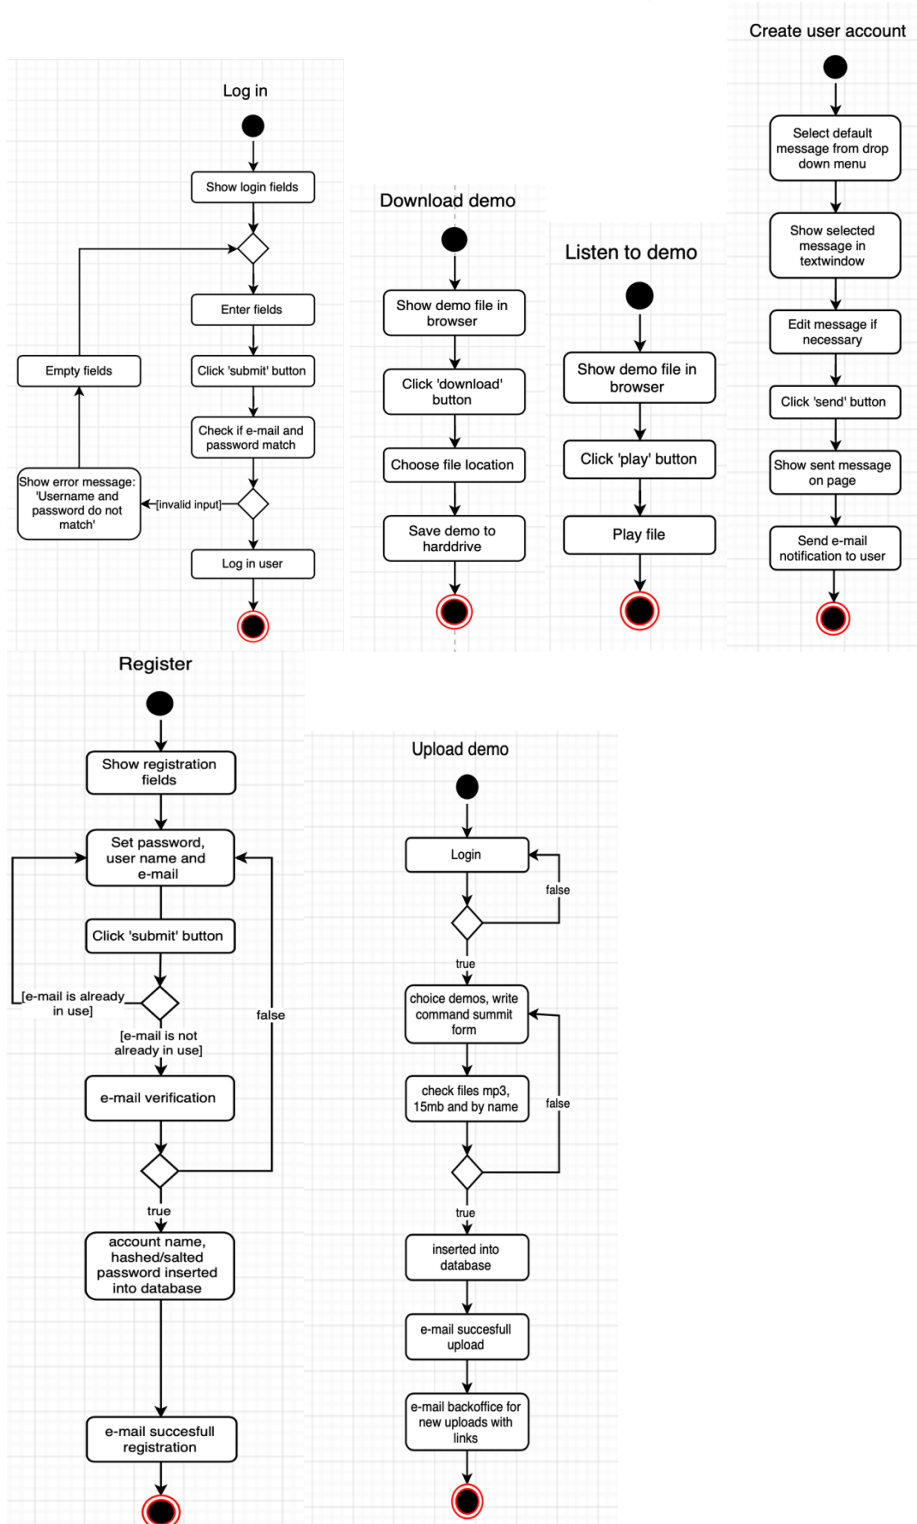 Log in
Show login fields
Enter fields
Click 'submit' button
Check if e-mail and
password match
[invalid input]
Show error message:
'Username and
password do not
match'
Empty fields
Log in user
Download demo
Show demo file in
browser
Click 'download'
button
Choose file location
Save demo to
harddrive
Listen to demo
Show demo file in
browser
Click 'play' button
Play file
Create user account
Select default
message from drop
down menu
Show selected
message in
textwindow
Edit message if
necessary
Click 'send' button
Show sent message
on page
Send e-mail
notification to user
Register
Show registration
fields
Set password,
user name and
e-mail
Click 'submit' button
[e-mail is already
in use]
[e-mail is not
already in use]
false
e-mail verification
true
account name,
hashed/salted
password inserted
into database
e-mail succesfull
registration
Upload demo
Login
false
true
choice demos, write
command summit
form
check files mp3,
15mb and by name
false
true
inserted into
database
e-mail succesfull
upload
e-mail backoffice for
new uploads with
links